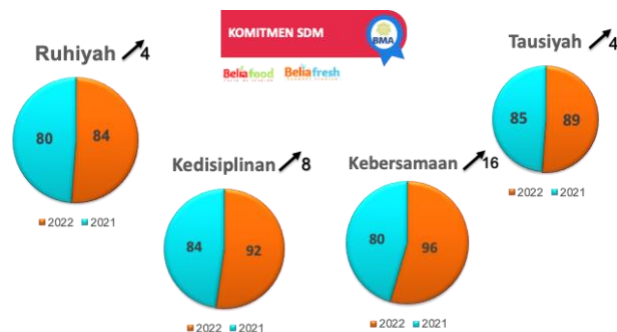 KOMITMEN SDM
BMA
Beliafood
Beliafresh
Ruhiyah 4
80 84
2022 2021
Kedisiplinan 8
84 92
2022 2021
Kebersamaan 16
80 96
2022 2021
Tausiyah 4
85 89
2022 2021